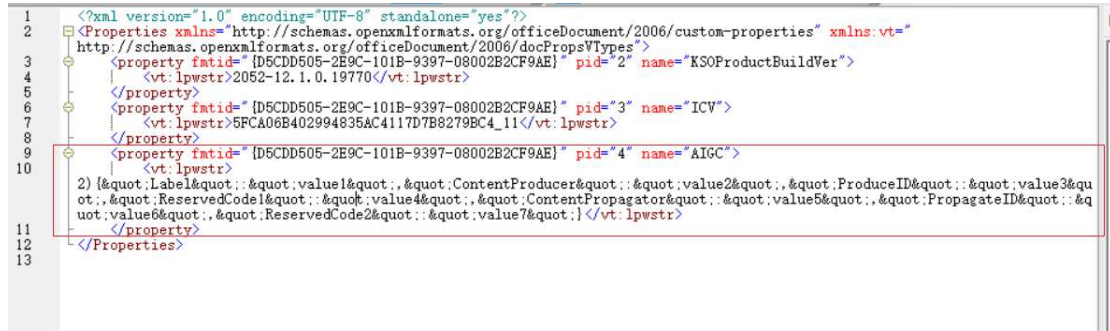 1 <?xml version="1.0" encoding="UTF-8" standalone="yes"?>
2 <Properties xmlns="http://schemas.openxmlformats.org/officeDocument/2006/custom-properties" xmlns:vt="
http://schemas.openxmlformats.org/officeDocument/2006/docPropsVTypes">
3 <property fmtid="{D5CDD505-2E9C-101B-9397-08002B2CF9AE}" pid="2" name="KSOProductBuildVer">
4 <vt:lpwstr>2052-12.1.0.19770</vt:lpwstr>
5 </property>
6 <property fmtid="{D5CDD505-2E9C-101B-9397-08002B2CF9AE}" pid="3" name="ICV">
7 <vt:lpwstr>5FCA06B402994835AC4117D7B8279BC4_11</vt:lpwstr>
8 </property>
9 <property fmtid="{D5CDD505-2E9C-101B-9397-08002B2CF9AE}" pid="4" name="AIGC">
10 <vt:lpwstr>
2){&quot;Label&quot;:&quot;value1&quot;,&quot;ContentProducer&quot;:&quot;value2&quot;,&quot;ProduceID&quot;:&quot;value3&qu
ot;,&quot;ReservedCode1&quot;:&quot;value4&quot;,&quot;ContentPropagator&quot;:&quot;value5&quot;,&quot;PropagateID&quot;:&q
uot;value6&quot;,&quot;ReservedCode2&quot;:&quot;value7&quot;}</vt:lpwstr>
11 </property>
12 </Properties>
13